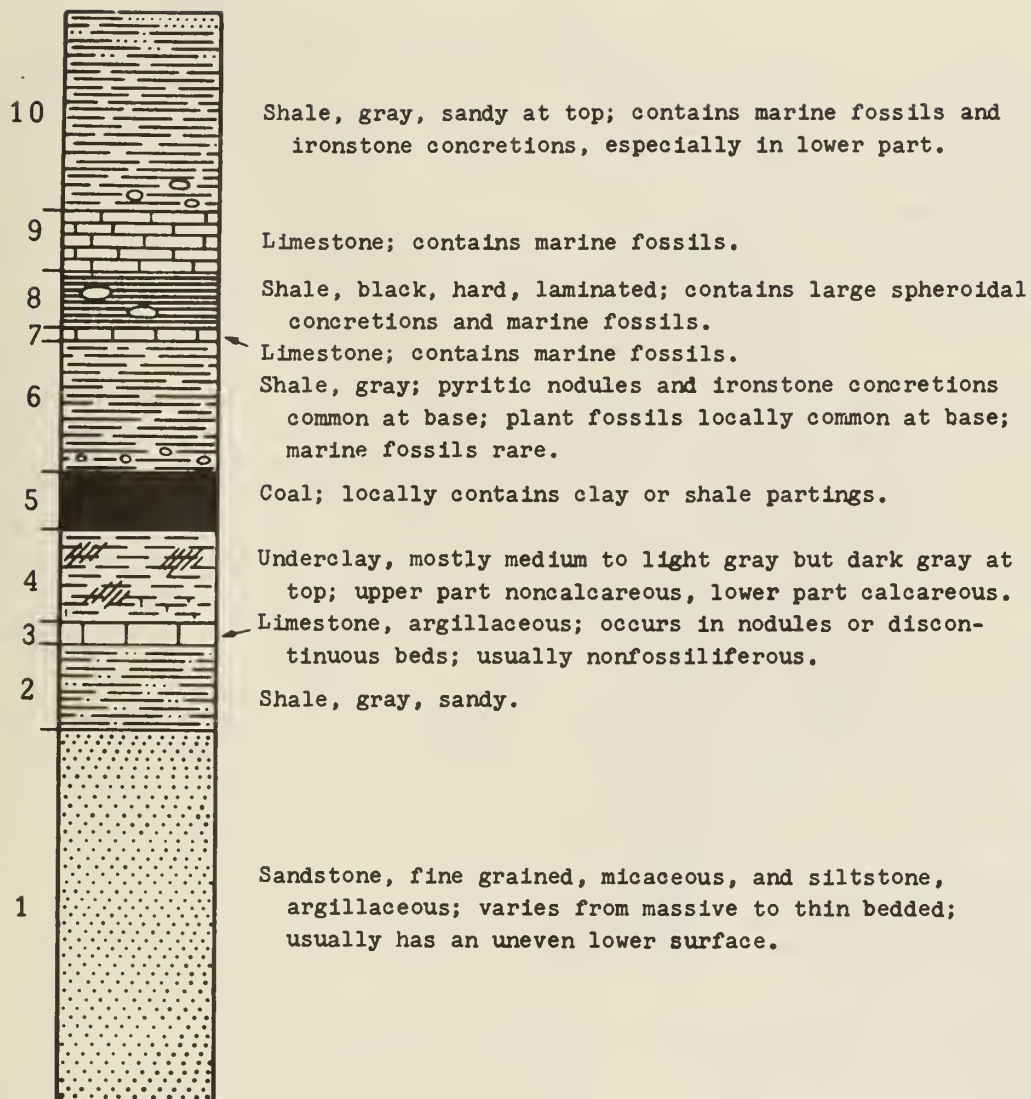 10
Shale, gray, sandy at top; contains marine fossils and
ironstone concretions, especially in lower part.
9
Limestone; contains marine fossils.
8
Shale, black, hard, laminated; contains large spheroidal
concretions and marine fossils.
7
Limestone; contains marine fossils.
6
Shale, gray; pyritic nodules and ironstone concretions
common at base; plant fossils locally common at base;
marine fossils rare.
5
Coal; locally contains clay or shale partings.
4
Underclay, mostly medium to light gray but dark gray at
top; upper part noncalcareous, lower part calcareous.
3
Limestone, argillaceous; occurs in nodules or discon-
tinuous beds; usually nonfossiliferous.
2
Shale, gray, sandy.
1
Sandstone, fine grained, micaceous, and siltstone,
argillaceous; varies from massive to thin bedded;
usually has an uneven lower surface.